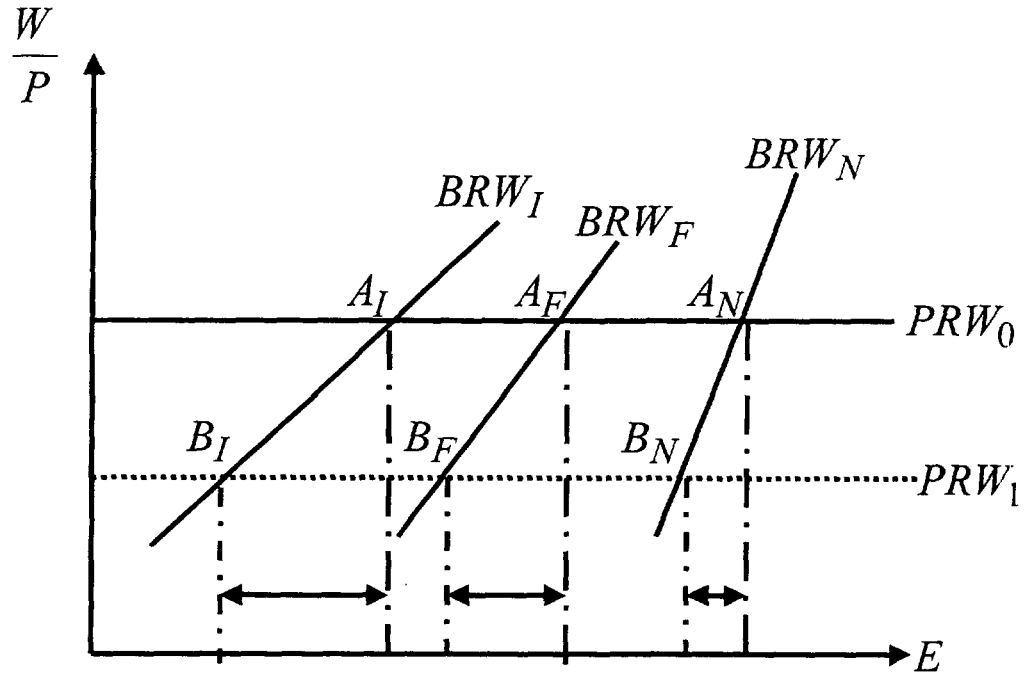 W
P
BRW_N
BRW_I
BRW_F
A_I A_F A_N
PRW_0
B_I B_F B_N
PRW_1
E